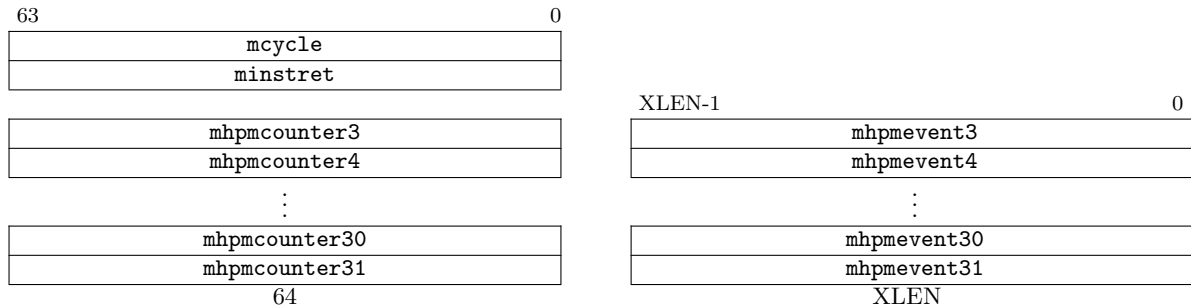 63 0
mcycle
minstret
XLEN-1 0
mhpmcounter3 mhpmevent3
mhpmcounter4 mhpmevent4
⋮ ⋮
mhpmcounter30 mhpmevent30
mhpmcounter31 mhpmevent31
64 XLEN